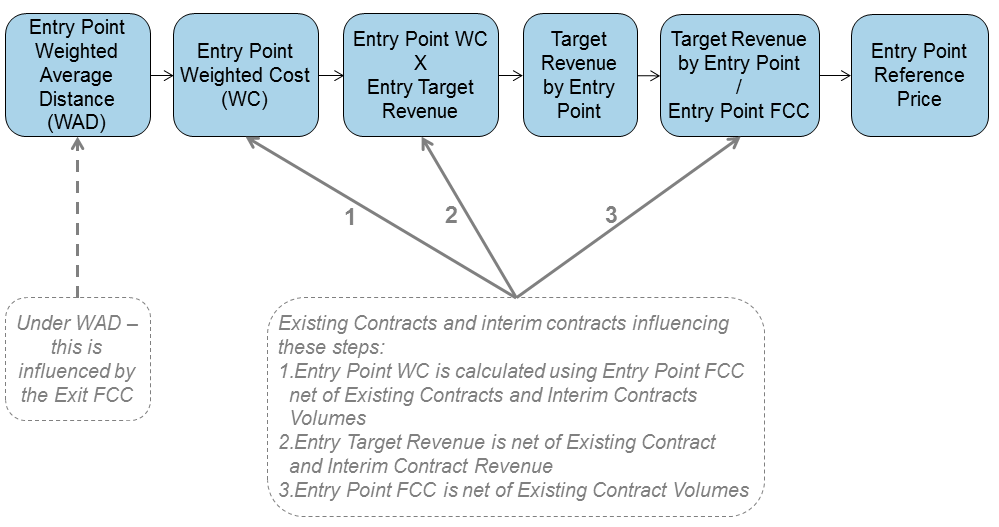 Entry Point
Weighted
Average
Distance
(WAD)
Entry Point
Weighted Cost
(WC)
Entry Point WC
X
Entry Target
Revenue
Target
Revenue
by Entry
Point
Target Revenue
by Entry Point
/
Entry Point FCC
Entry Point
Reference
Price
1
2
3
Under WAD –
this is
influenced by
the Exit FCC
Existing Contracts and interim contracts influencing
these steps:
1.Entry Point WC is calculated using Entry Point FCC
net of Existing Contracts and Interim Contracts
Volumes
2.Entry Target Revenue is net of Existing Contract
and Interim Contract Revenue
3.Entry Point FCC is net of Existing Contract Volumes